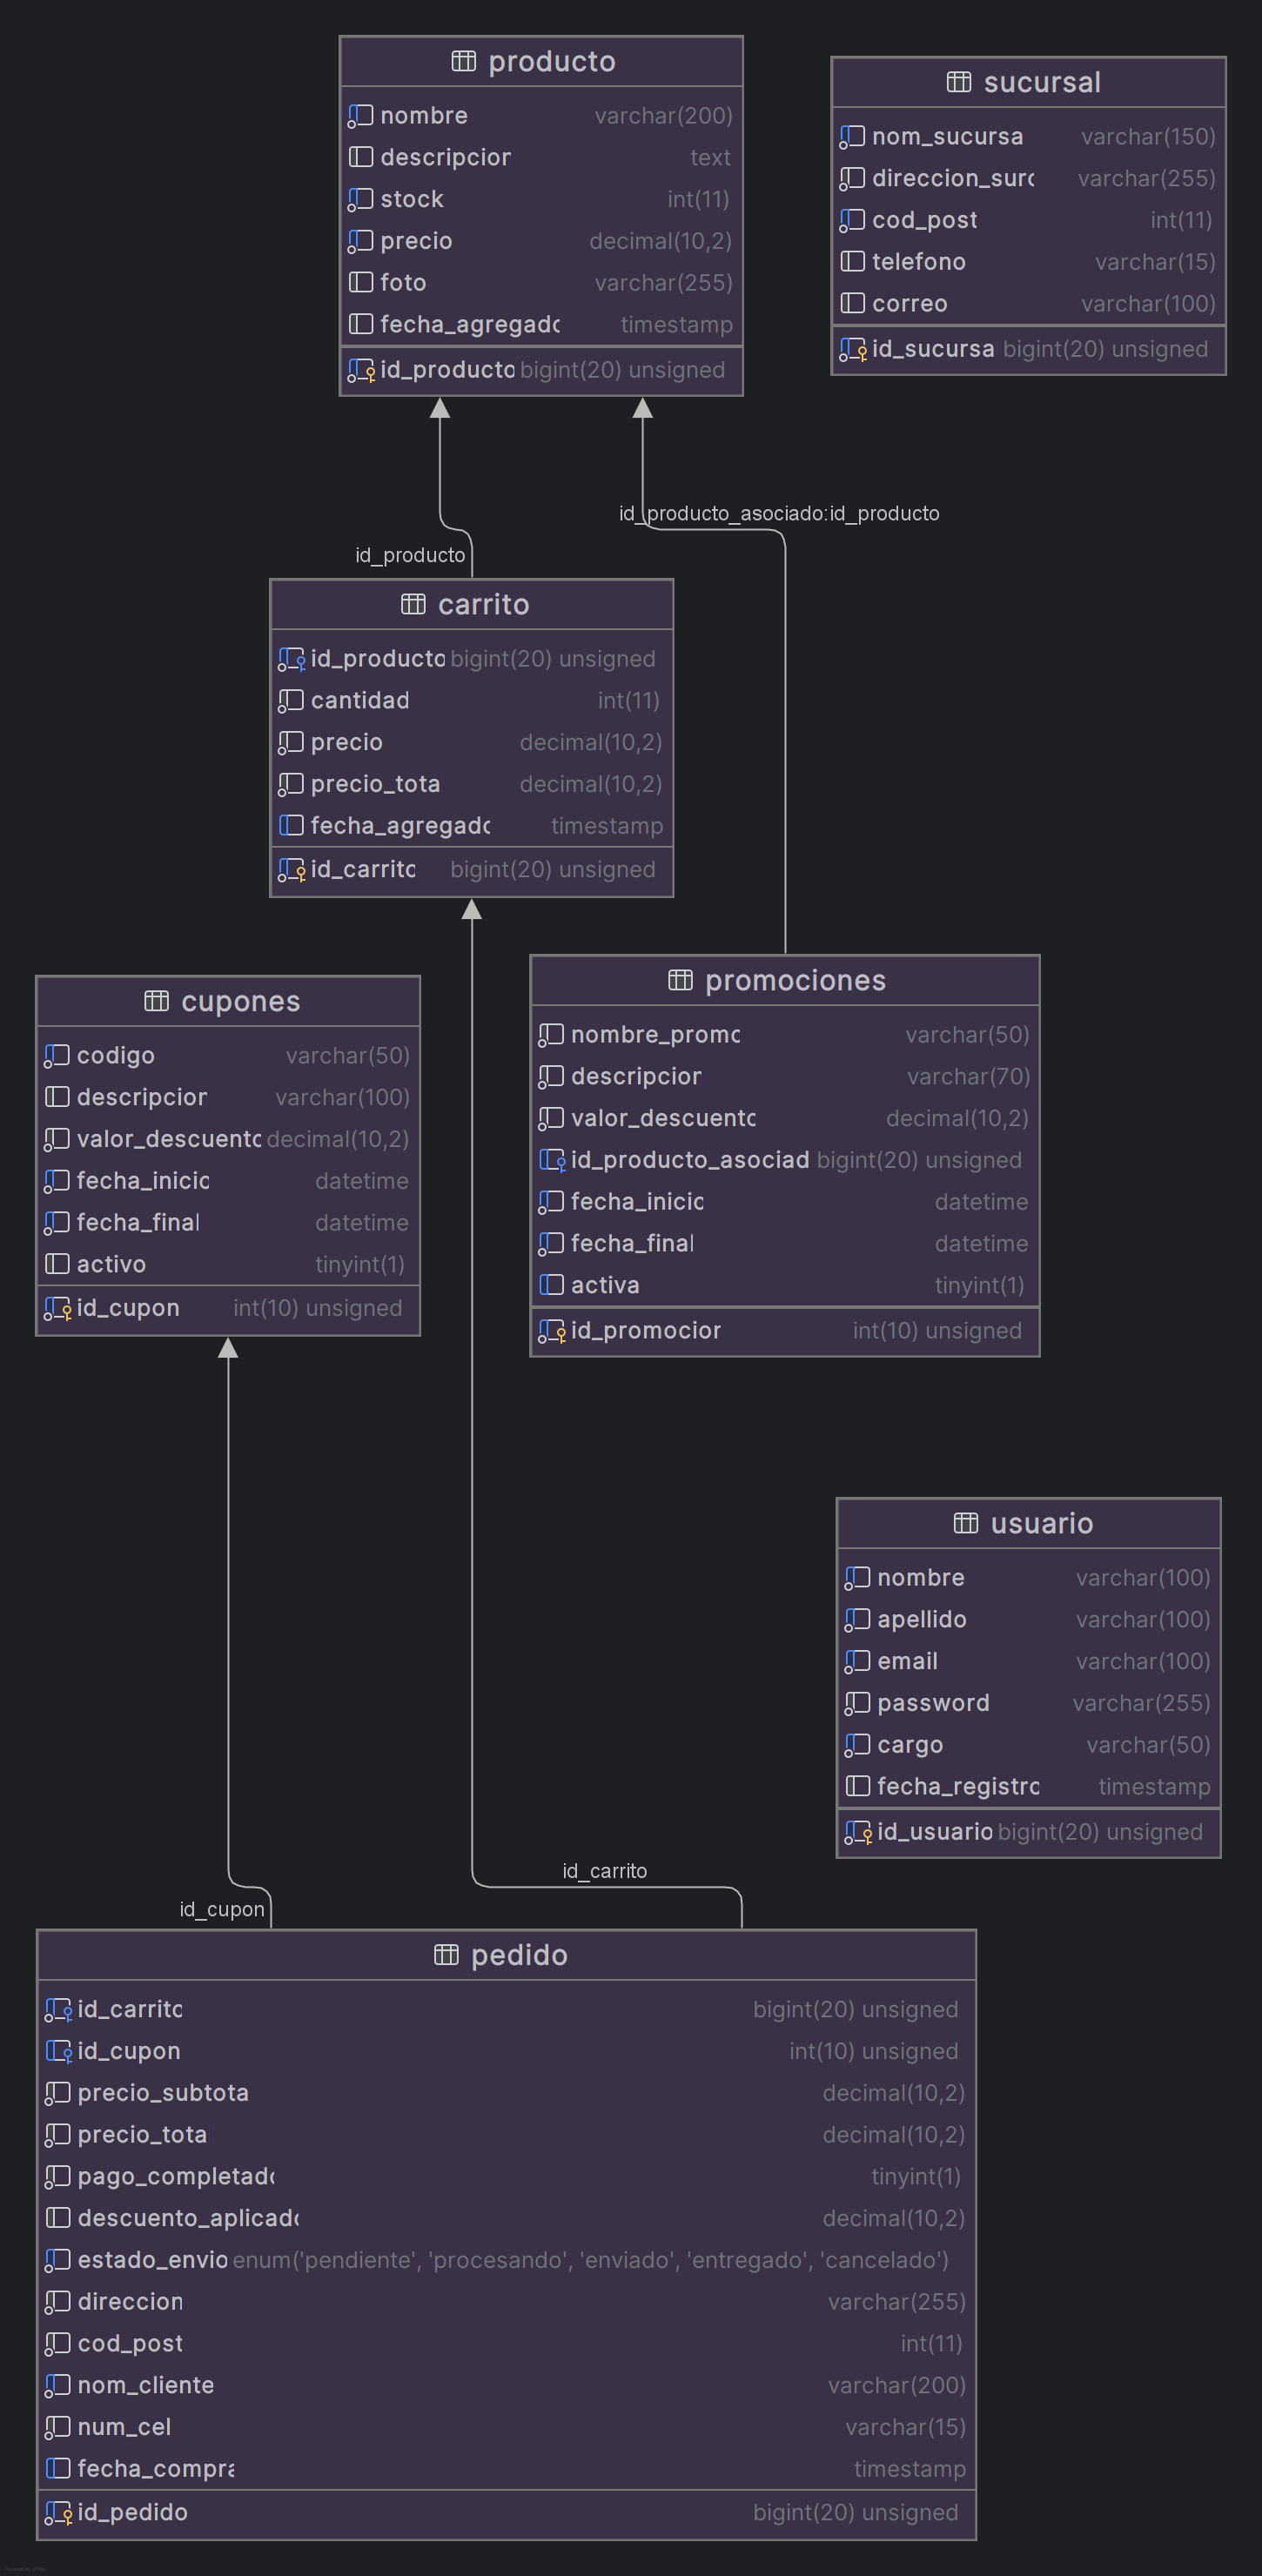 producto
nombre varchar(200)
descripcior text
stock int(11)
precio decimal(10,2)
foto varchar(255)
fecha_agregadc timestamp
id_productc bigint(20) unsigned
sucursal
nom_sucursa varchar(150)
direccion_surc varchar(255)
cod_post int(11)
telefono varchar(15)
correo varchar(100)
id_sucursa bigint(20) unsigned
id_producto_asociado:id_producto
id_producto
carrito
id_productc bigint(20) unsigned
cantidad int(11)
precio decimal(10,2)
precio_tota decimal(10,2)
fecha_agregadc timestamp
id_carritc bigint(20) unsigned
cupones
codigo varchar(50)
descripcior varchar(100)
valor_descuentc decimal(10,2)
fecha_inicic datetime
fecha_final datetime
activo tinyint(1)
id_cupon int(10) unsigned
promociones
nombre_promc varchar(50)
descripcior varchar(70)
valor_descuentc decimal(10,2)
id_producto_asociad bigint(20) unsigned
fecha_inicic datetime
fecha_final datetime
activa tinyint(1)
id_promocior int(10) unsigned
usuario
nombre varchar(100)
apellido varchar(100)
email varchar(100)
password varchar(255)
cargo varchar(50)
fecha_registrc timestamp
id_usuario bigint(20) unsigned
id_carrito
id_cupon
pedido
id_carritc bigint(20) unsigned
id_cupon int(10) unsigned
precio_subtota decimal(10,2)
precio_tota decimal(10,2)
pago_completadc tinyint(1)
descuento_aplicadc decimal(10,2)
estado_envio enum('pendiente', 'procesando', 'enviado', 'entregado', 'cancelado')
direccion varchar(255)
cod_post int(11)
nom_cliente varchar(200)
num_cel varchar(15)
fecha_compra timestamp
id_pedido bigint(20) unsigned